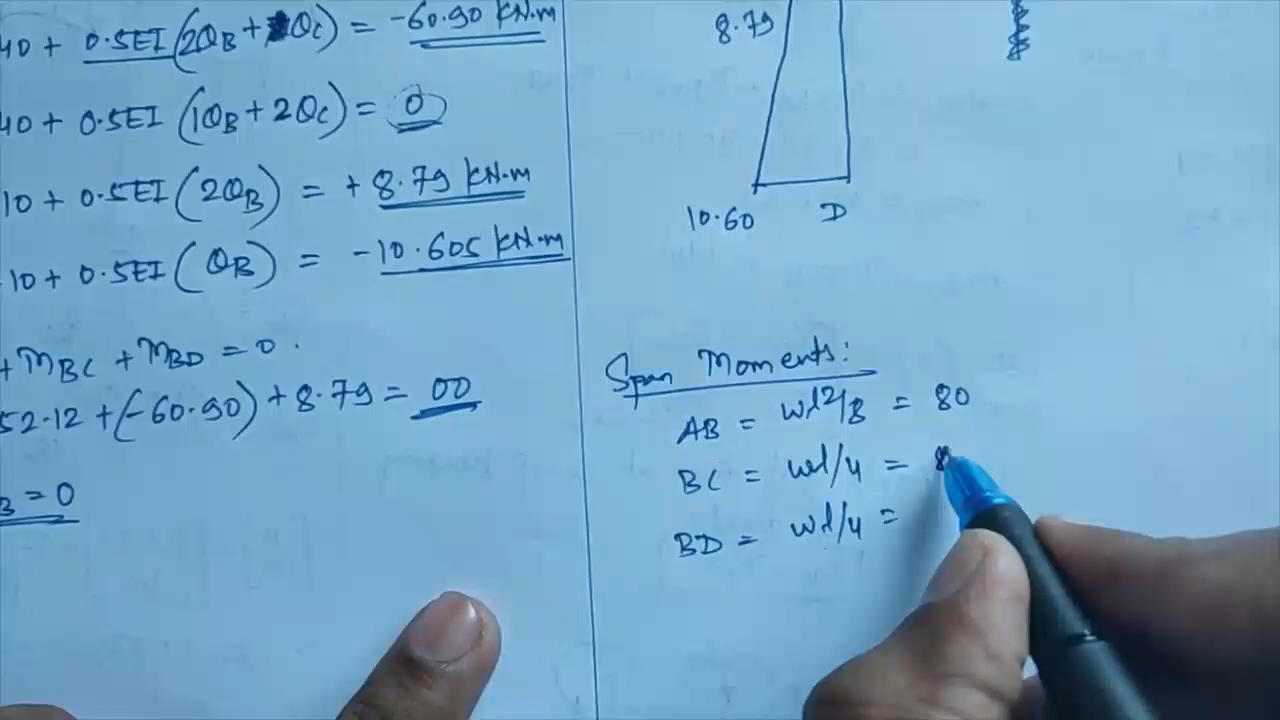 40 + 0.5EI (2θB + θC) = -60.90 kN.m
40 + 0.5EI (1θB + 2θC) = 0
10 + 0.5EI (2θB) = + 8.79 kN.m
-10 + 0.5EI (θB) = -10.605 kN.m
+ MBC + MBD = 0.
52.12 + (-60.90) + 8.79 = 00
B = 0
8.79
10.60 D
Span Moments:
AB = wl2/8 = 80
BC = wl/4 = 8
BD = wl/4 =